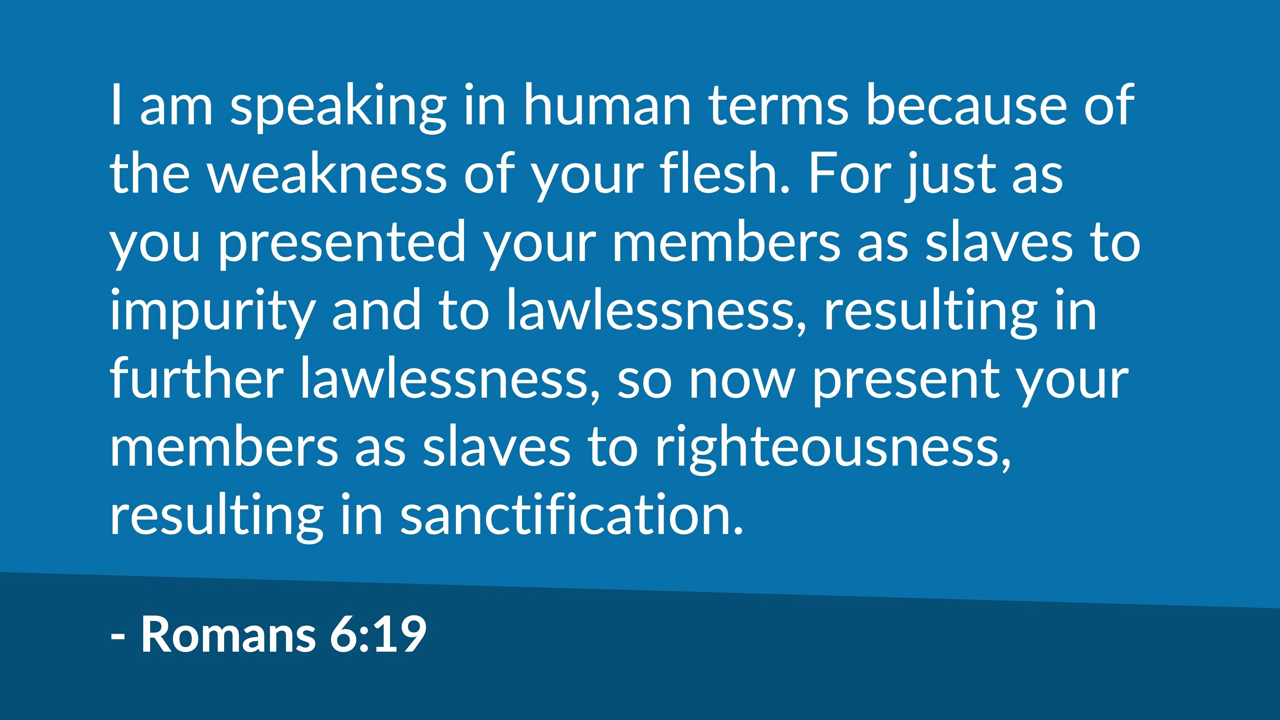 I am speaking in human terms because of
the weakness of your flesh. For just as
you presented your members as slaves to
impurity and to lawlessness, resulting in
further lawlessness, so now present your
members as slaves to righteousness,
resulting in sanctification.
- Romans 6:19